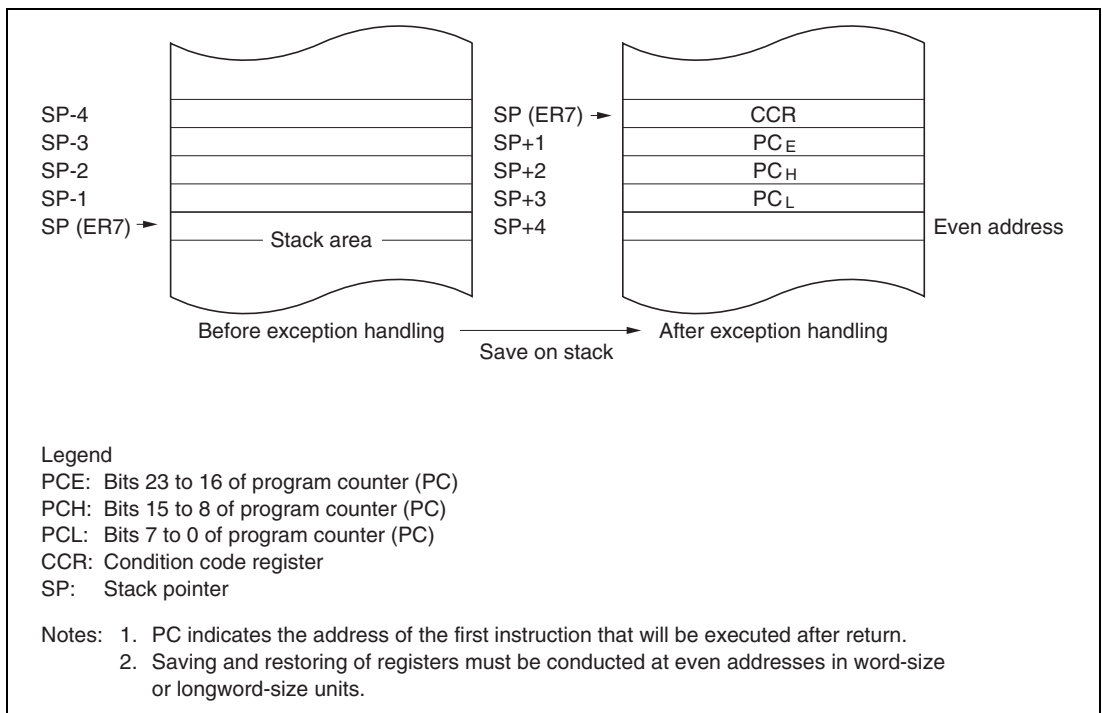 SP-4
SP-3
SP-2
SP-1
SP (ER7)
Stack area
SP (ER7)
SP+1
SP+2
SP+3
SP+4
CCR
PCE
PCH
PCL
Even address
Before exception handling
Save on stack
After exception handling
Legend
PCE: Bits 23 to 16 of program counter (PC)
PCH: Bits 15 to 8 of program counter (PC)
PCL: Bits 7 to 0 of program counter (PC)
CCR: Condition code register
SP: Stack pointer
Notes: 1. PC indicates the address of the first instruction that will be executed after return.
2. Saving and restoring of registers must be conducted at even addresses in word-size
or longword-size units.